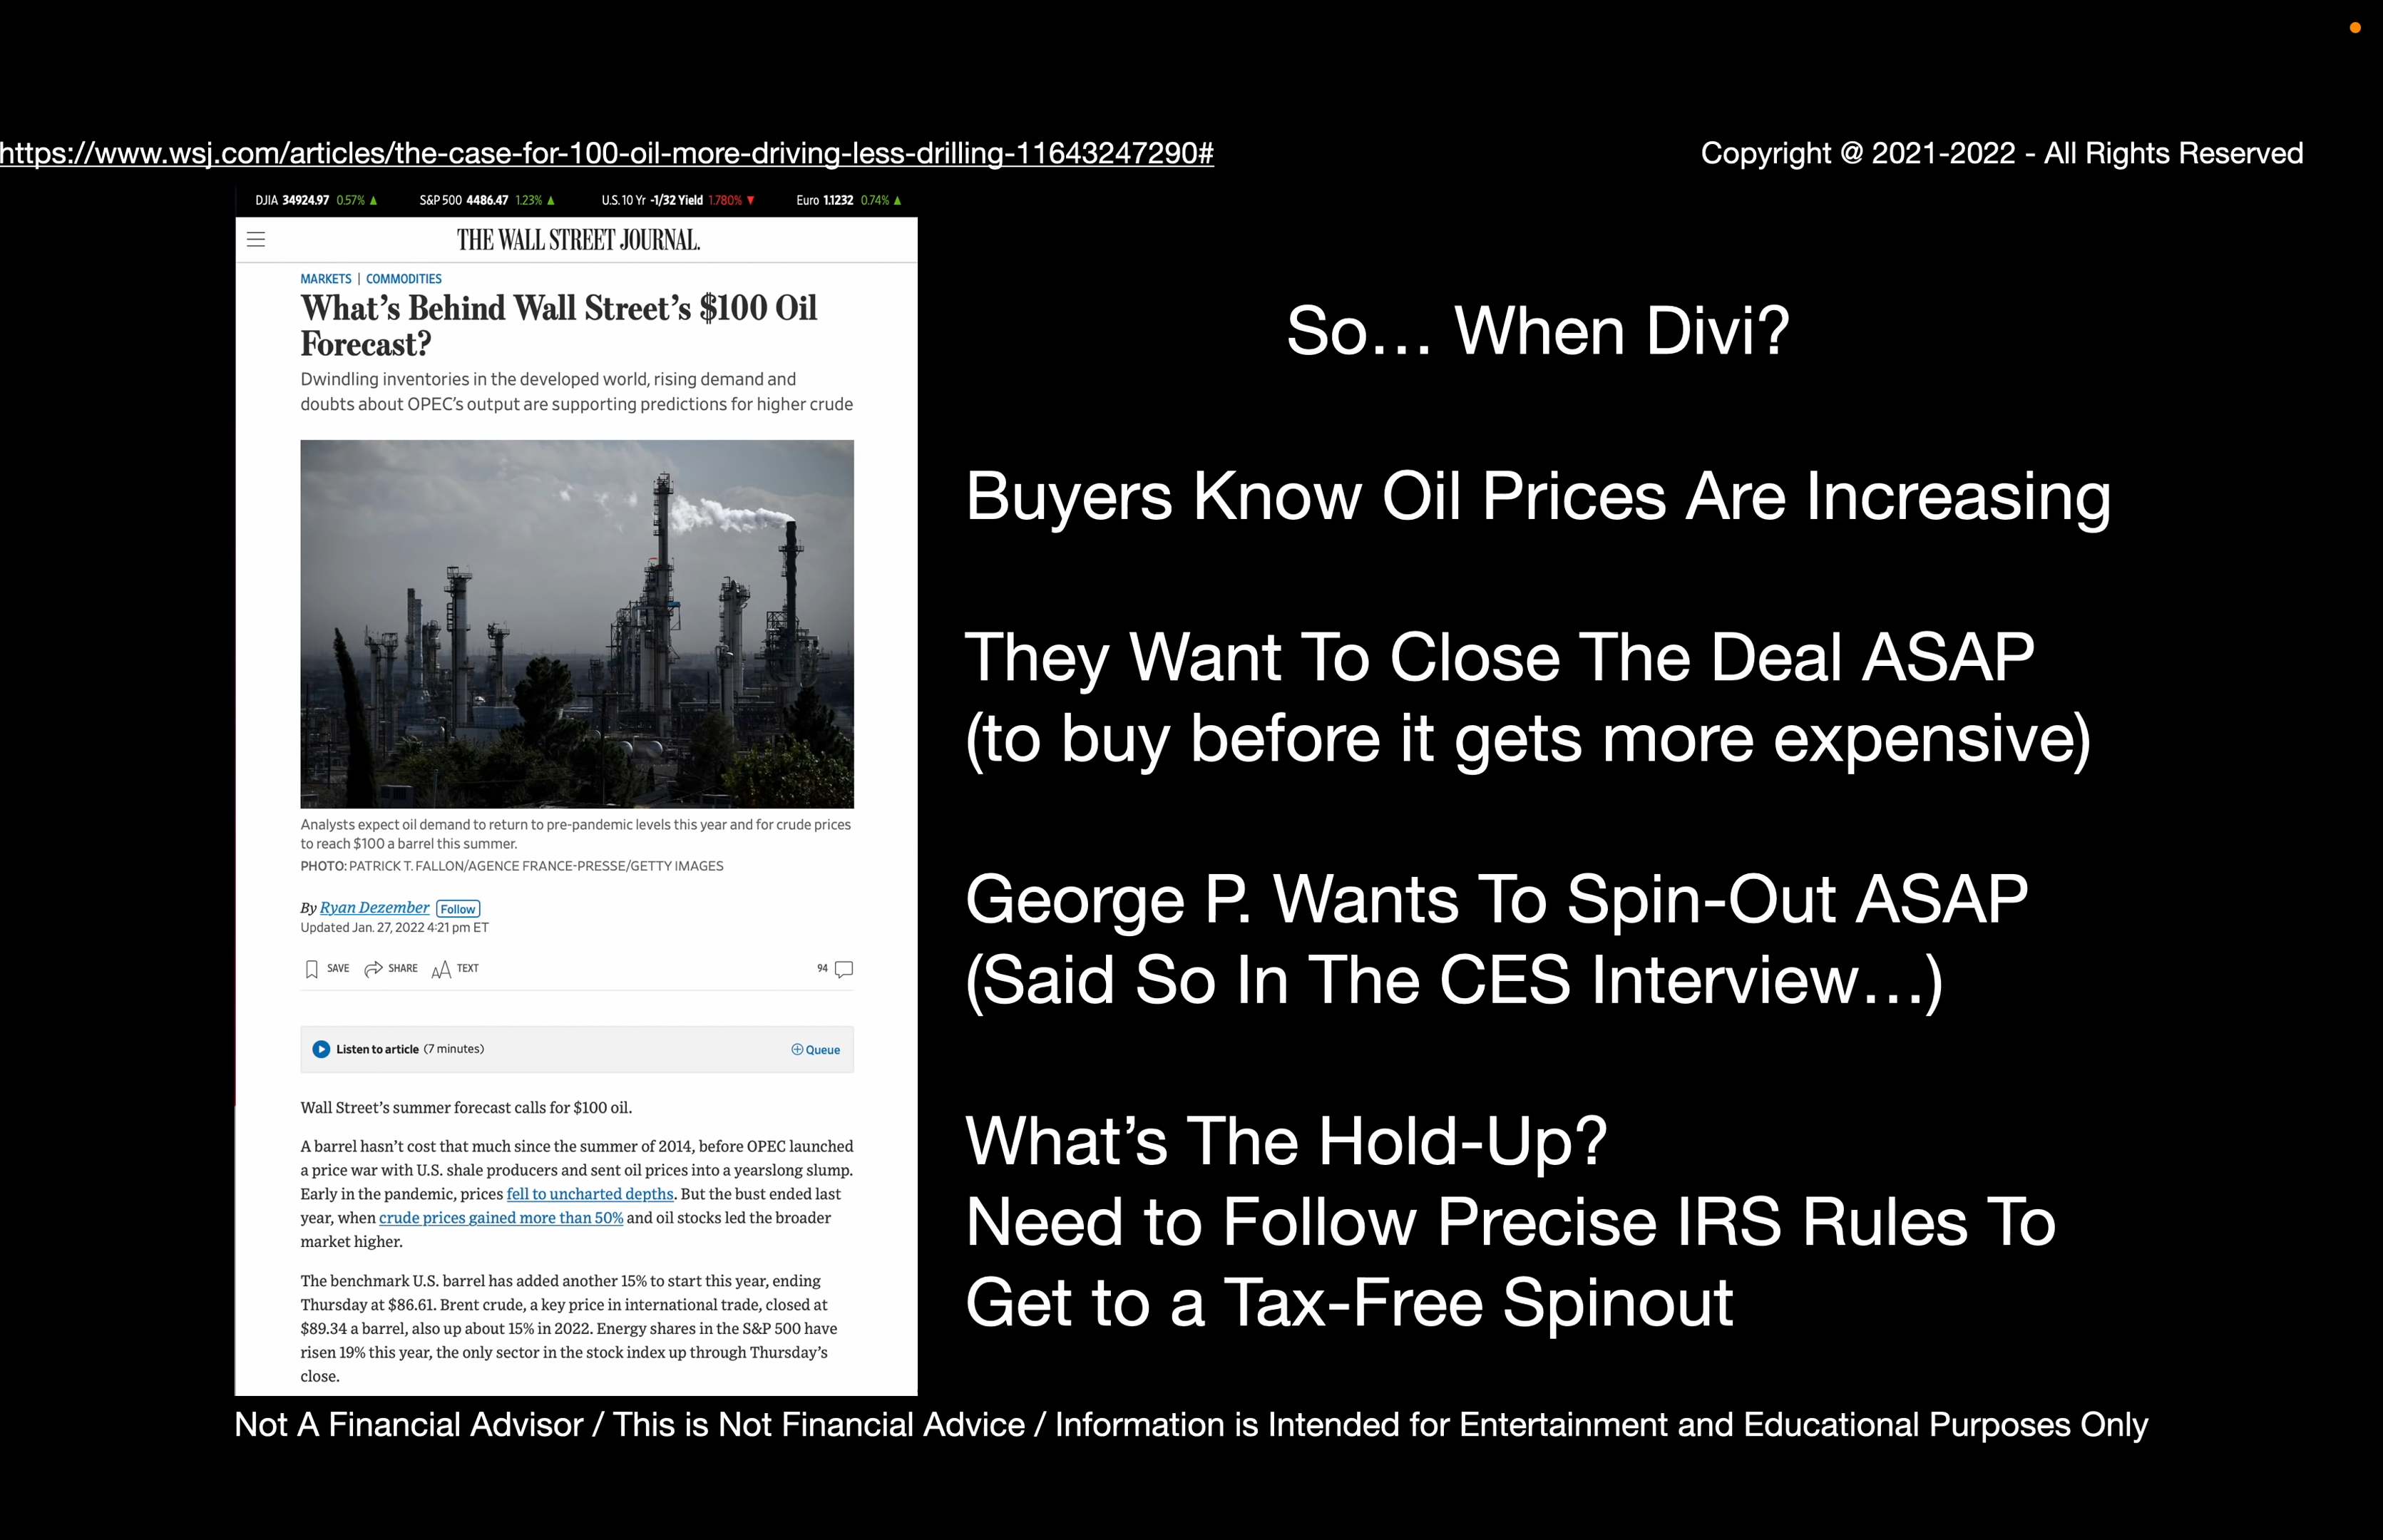 https://www.wsj.com/articles/the-case-for-100-oil-more-driving-less-drilling-11643247290#
Copyright @ 2021-2022 - All Rights Reserved
DJIA 34924.97 0.57% ▲ S&P 500 4486.47 1.23% ▲ U.S. 10 Yr -1/32 Yield 1.780% ▼ Euro 1.1232 0.74% ▲
THE WALL STREET JOURNAL.
MARKETS | COMMODITIES
What's Behind Wall Street's $100 Oil
Forecast?
Dwindling inventories in the developed world, rising demand and
doubts about OPEC's output are supporting predictions for higher crude
Analysts expect oil demand to return to pre-pandemic levels this year and for crude prices
to reach $100 a barrel this summer.
PHOTO: PATRICK T. FALLON/AGENCE FRANCE-PRESSE/GETTY IMAGES
By Ryan Dezember Follow
Updated Jan. 27, 2022 4:21 pm ET
SAVE SHARE AA TEXT 94
Listen to article (7 minutes) Queue
Wall Street's summer forecast calls for $100 oil.
A barrel hasn't cost that much since the summer of 2014, before OPEC launched
a price war with U.S. shale producers and sent oil prices into a yearslong slump.
Early in the pandemic, prices fell to uncharted depths. But the bust ended last
year, when crude prices gained more than 50% and oil stocks led the broader
market higher.
The benchmark U.S. barrel has added another 15% to start this year, ending
Thursday at $86.61. Brent crude, a key price in international trade, closed at
$89.34 a barrel, also up about 15% in 2022. Energy shares in the S&P 500 have
risen 19% this year, the only sector in the stock index up through Thursday's
close.
So... When Divi?
Buyers Know Oil Prices Are Increasing
They Want To Close The Deal ASAP
(to buy before it gets more expensive)
George P. Wants To Spin-Out ASAP
(Said So In The CES Interview...)
What's The Hold-Up?
Need to Follow Precise IRS Rules To
Get to a Tax-Free Spinout
Not A Financial Advisor / This is Not Financial Advice / Information is Intended for Entertainment and Educational Purposes Only